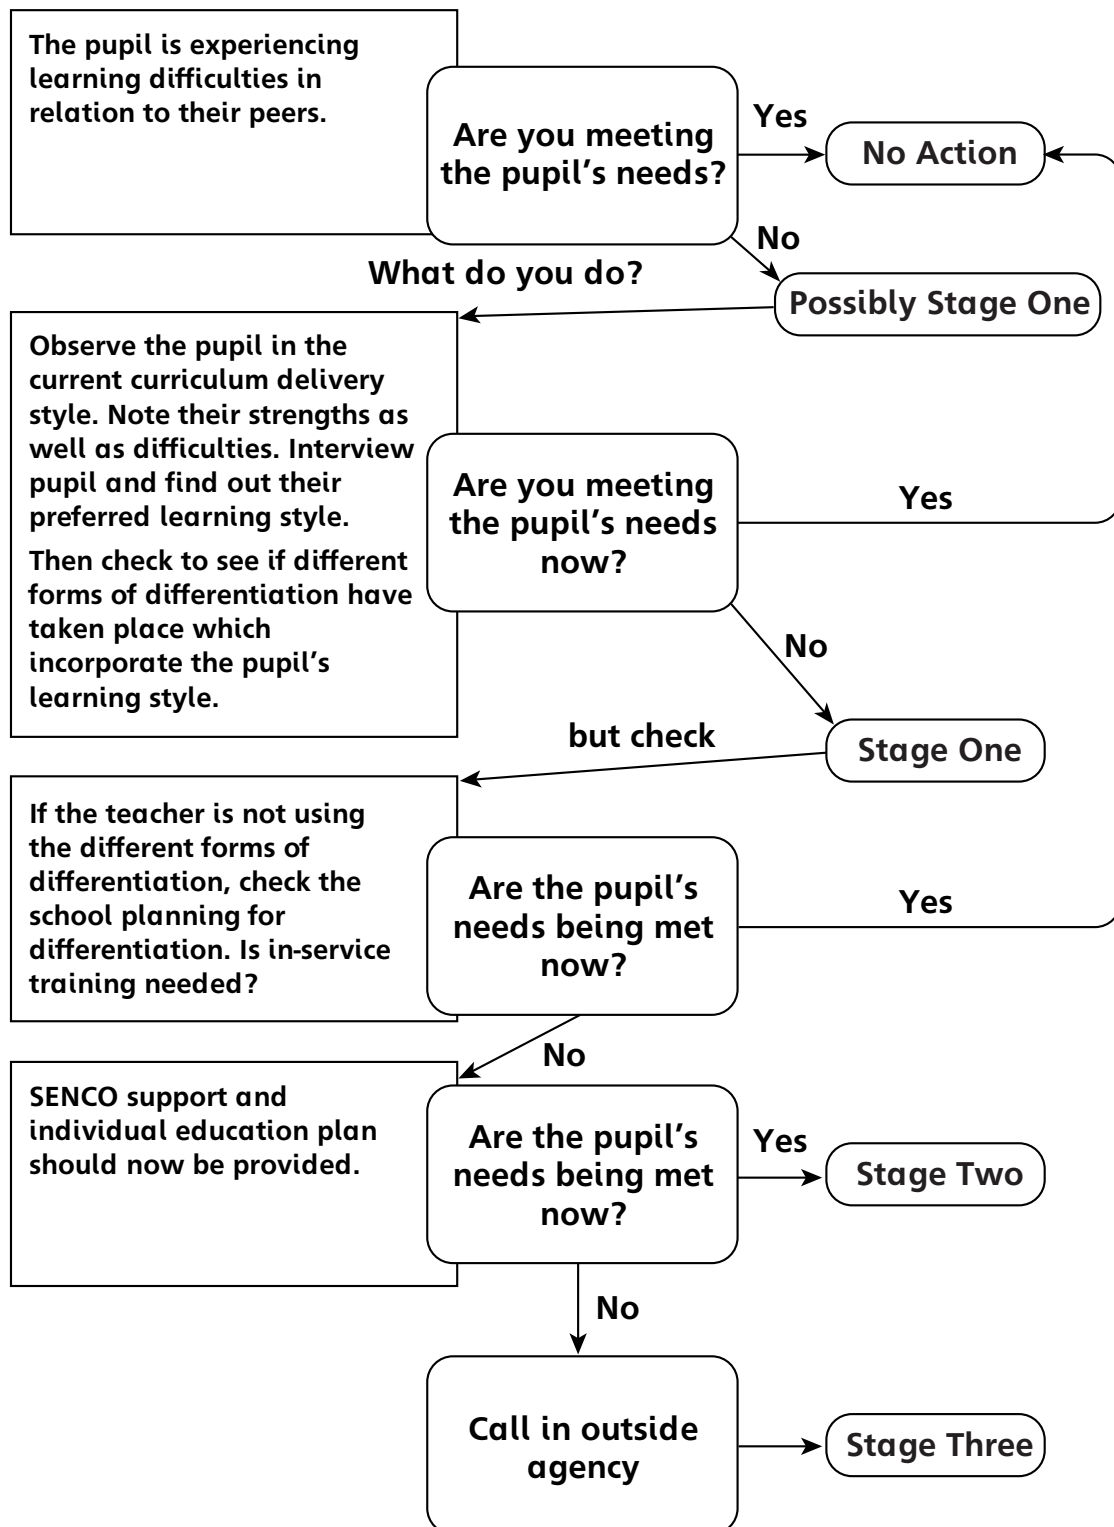 The pupil is experiencing
learning difficulties in
relation to their peers.
Are you meeting
the pupil's needs?
Yes
No Action
No
What do you do?
Possibly Stage One
Observe the pupil in the
current curriculum delivery
style. Note their strengths as
well as difficulties. Interview
pupil and find out their
preferred learning style.
Then check to see if different
forms of differentiation have
taken place which
incorporate the pupil's
learning style.
Are you meeting
the pupil's needs
now?
Yes
No
but check
Stage One
If the teacher is not using
the different forms of
differentiation, check the
school planning for
differentiation. Is in-service
training needed?
Are the pupil's
needs being met
now?
Yes
No
SENCO support and
individual education plan
should now be provided.
Are the pupil's
needs being met
now?
Yes
Stage Two
No
Call in outside
agency
Stage Three